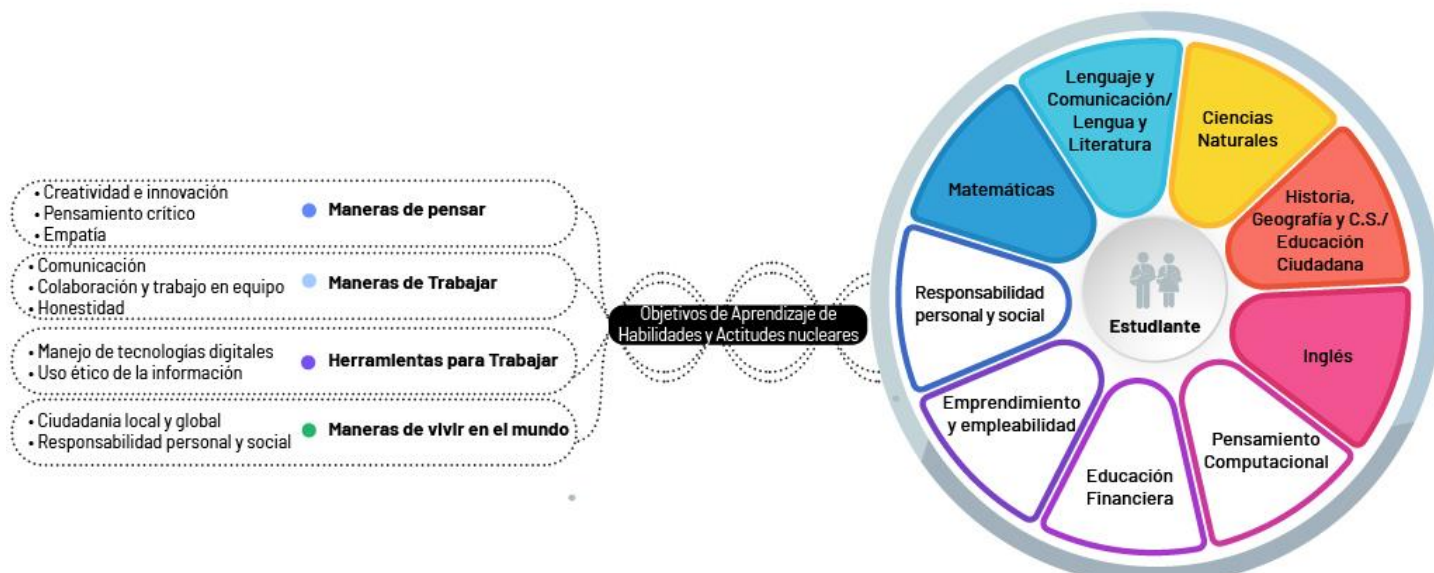 • Creatividad e innovación
• Pensamiento crítico
• Empatía
Maneras de pensar
• Comunicación
• Colaboración y trabajo en equipo
• Honestidad
Maneras de Trabajar
• Manejo de tecnologías digitales
• Uso ético de la información
Herramientas para Trabajar
• Ciudadanía local y global
• Responsabilidad personal y social
Maneras de vivir en el mundo
Objetivos de Aprendizaje de
Habilidades y Actitudes nucleares
Lenguaje y
Comunicación/
Lengua y
Literatura
Ciencias
Naturales
Historia,
Geografía y C.S./
Educación
Ciudadana
Inglés
Pensamiento
Computacional
Educación
Financiera
Emprendimiento
y empleabilidad
Responsabilidad
personal y social
Matemáticas
Estudiante